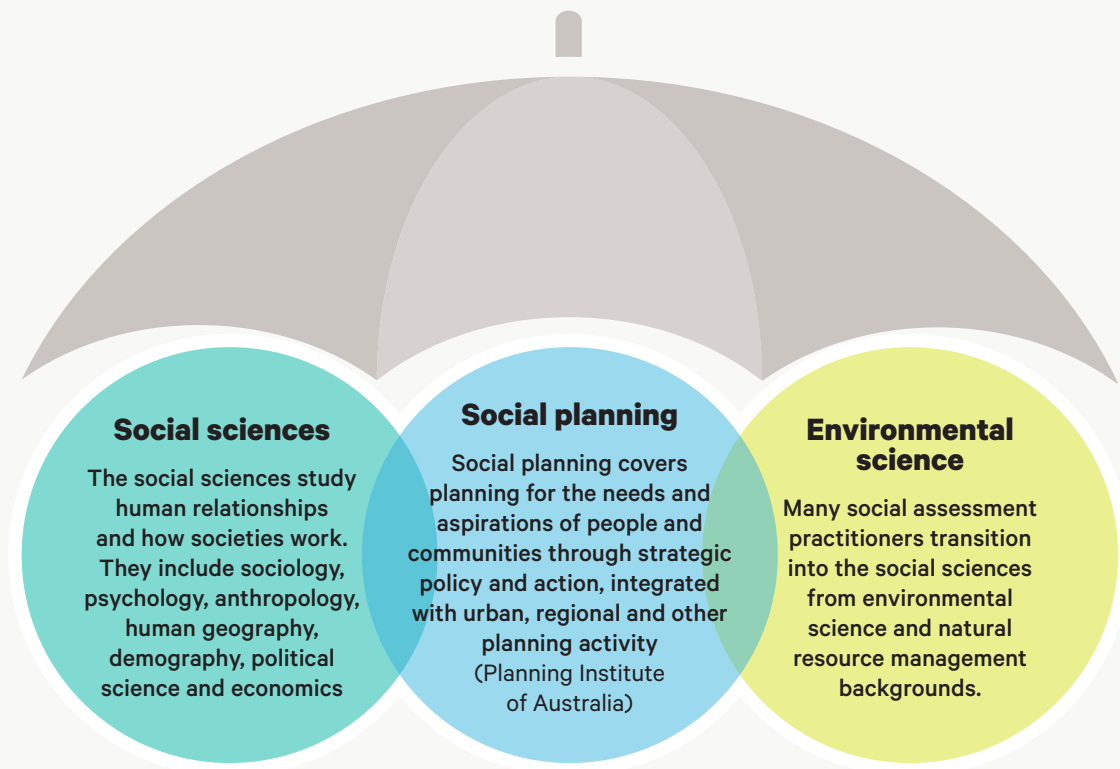 Social sciences
The social sciences study
human relationships
and how societies work.
They include sociology,
psychology, anthropology,
human geography,
demography, political
science and economics
Social planning
Social planning covers
planning for the needs and
aspirations of people and
communities through strategic
policy and action, integrated
with urban, regional and other
planning activity
(Planning Institute
of Australia)
Environmental
science
Many social assessment
practitioners transition
into the social sciences
from environmental
science and natural
resource management
backgrounds.